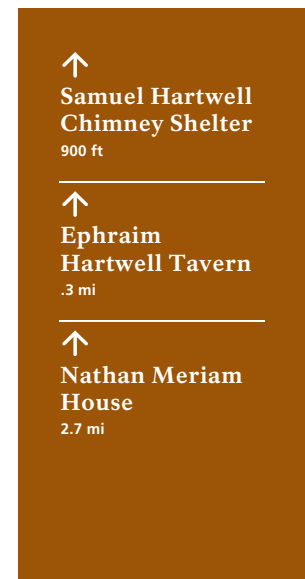 Samuel Hartwell
Chimney Shelter
900 ft
Ephraim
Hartwell Tavern
.3 mi
Nathan Meriam
House
2.7 mi